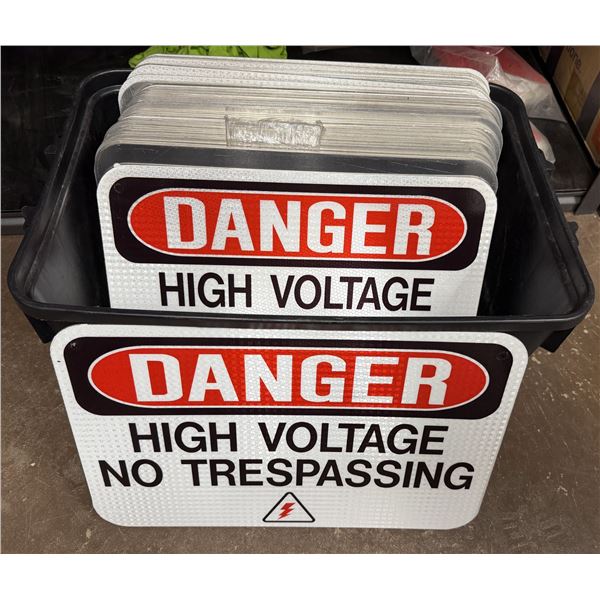 DANGER
HIGH VOLTAGE
DANGER
HIGH VOLTAGE
NO TRESPASSING